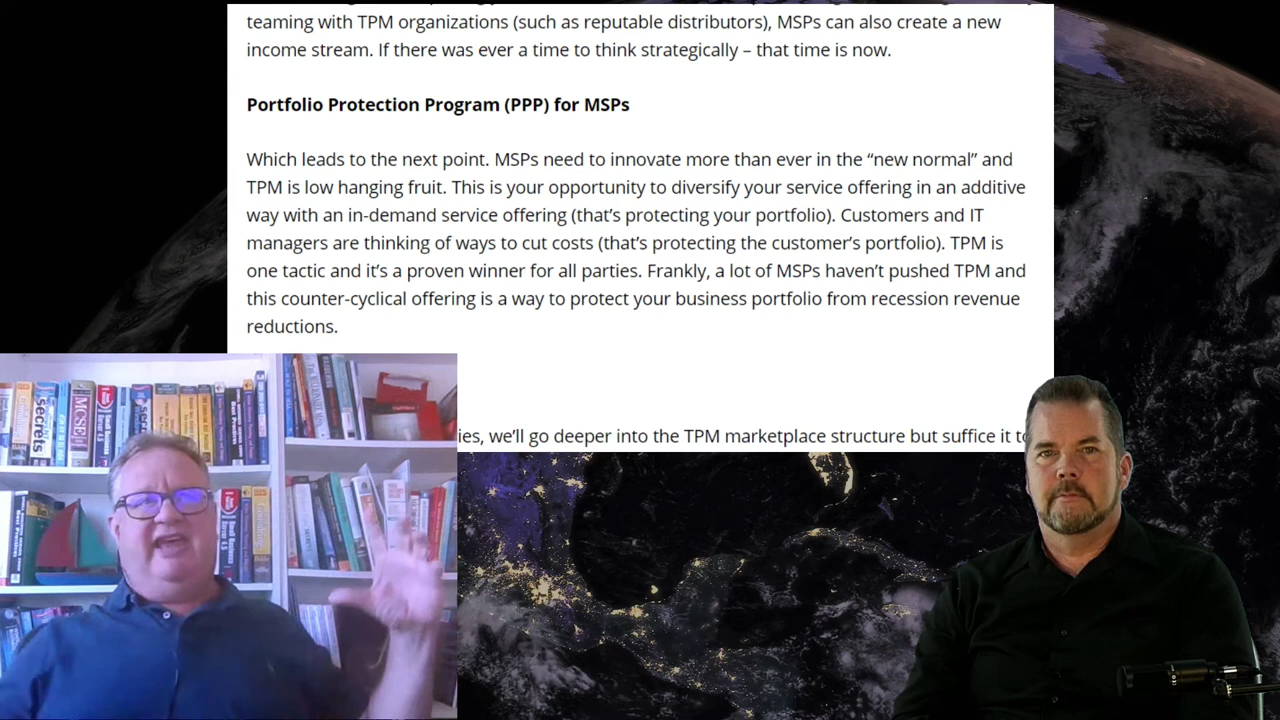 teaming with TPM organizations (such as reputable distributors), MSPs can also create a new
income stream. If there was ever a time to think strategically – that time is now.
Portfolio Protection Program (PPP) for MSPs
Which leads to the next point. MSPs need to innovate more than ever in the “new normal” and
TPM is low hanging fruit. This is your opportunity to diversify your service offering in an additive
way with an in-demand service offering (that’s protecting your portfolio). Customers and IT
managers are thinking of ways to cut costs (that’s protecting the customer’s portfolio). TPM is
one tactic and it’s a proven winner for all parties. Frankly, a lot of MSPs haven’t pushed TPM and
this counter-cyclical offering is a way to protect your business portfolio from recession revenue
reductions.
ies, we’ll go deeper into the TPM marketplace structure but suffice it to
secrets
MCSE